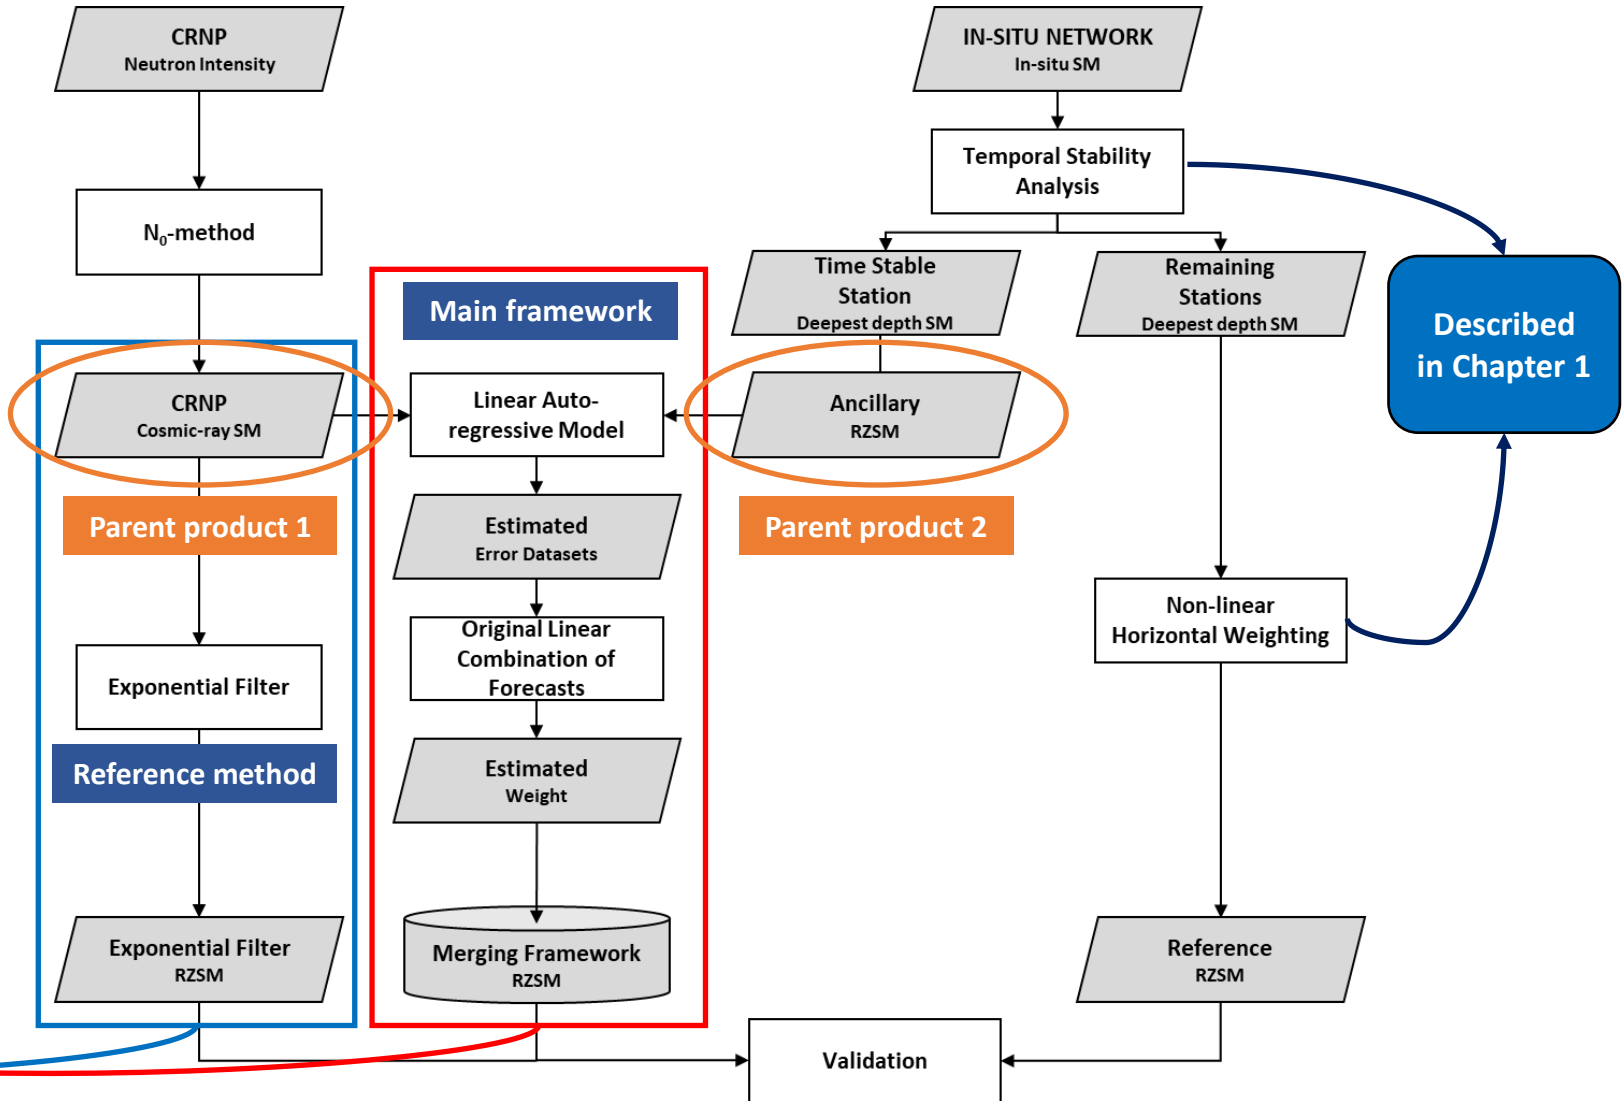 CRNP
Neutron Intensity
IN-SITU NETWORK
In-situ SM
Temporal Stability
Analysis
N₀-method
Time Stable
Station
Deepest depth SM
Remaining
Stations
Deepest depth SM
Described
in Chapter 1
Main framework
CRNP
Cosmic-ray SM
Linear Auto-
regressive Model
Ancillary
RZSM
Parent product 1
Estimated
Error Datasets
Parent product 2
Non-linear
Horizontal Weighting
Original Linear
Combination of
Forecasts
Exponential Filter
Reference method
Estimated
Weight
Exponential Filter
RZSM
Merging Framework
RZSM
Reference
RZSM
Validation